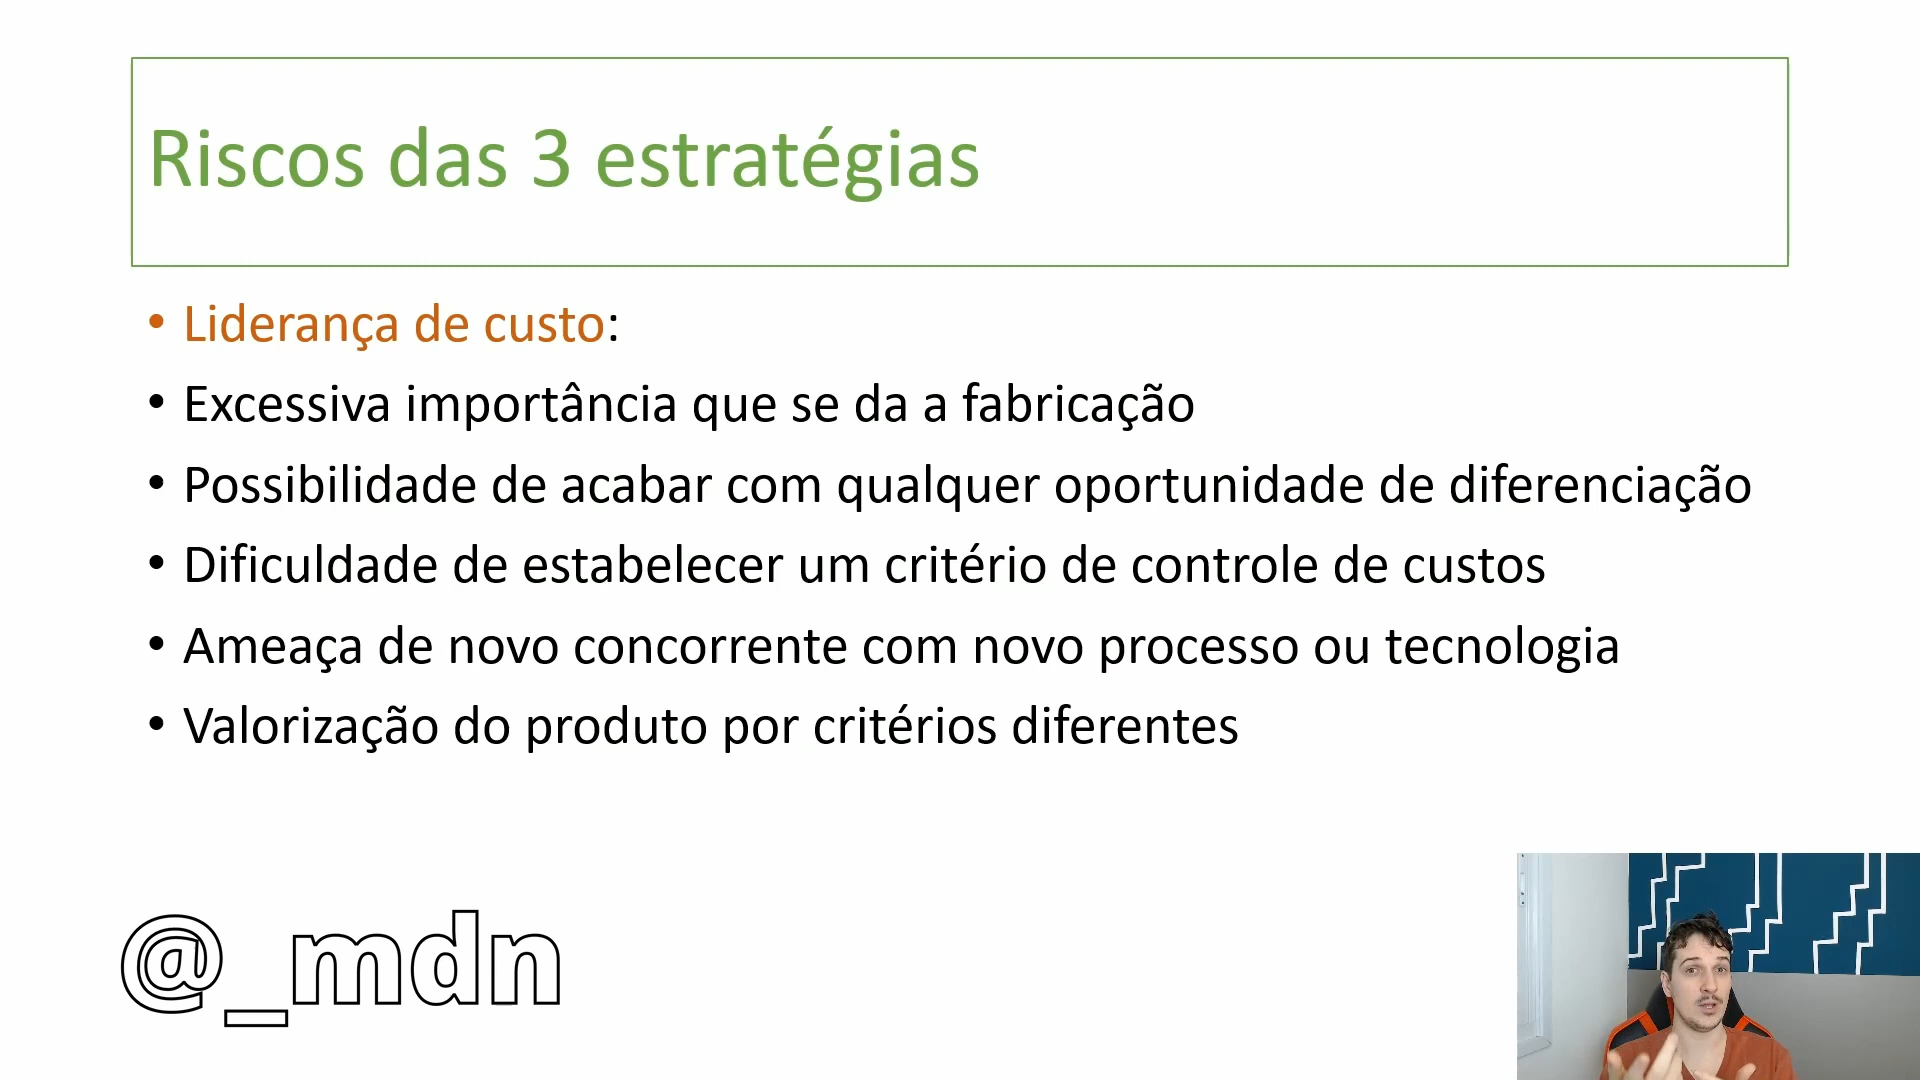 Riscos das 3 estratégias
• Liderança de custo:
• Excessiva importância que se da a fabricação
• Possibilidade de acabar com qualquer oportunidade de diferenciação
• Dificuldade de estabelecer um critério de controle de custos
• Ameaça de novo concorrente com novo processo ou tecnologia
• Valorização do produto por critérios diferentes
@_mdn